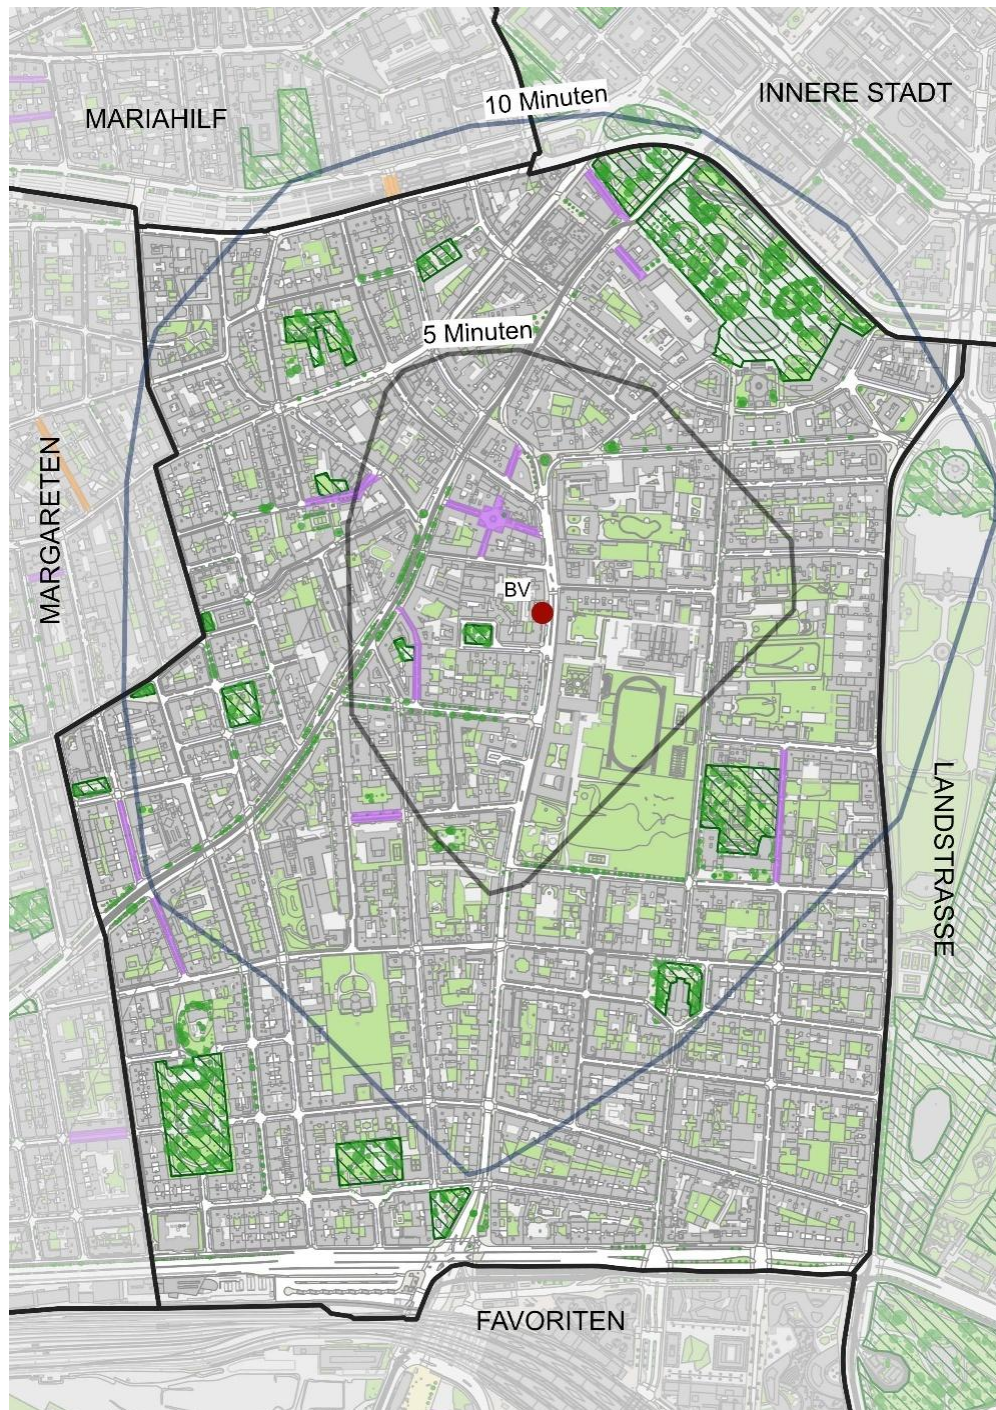 10 Minuten
INNERE STADT
MARIAHILF
5 Minuten
MARGARETEN
BV
LANDSTRASSE
FAVORITEN